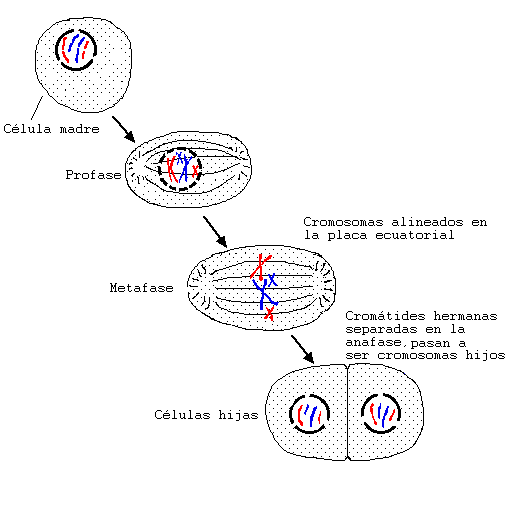 Célula madre
Profase
Cromosomas alineados en
la placa ecuatorial
Metafase
Cromátides hermanas
separadas en la
anafase, pasan a
ser cromosomas hijos
Células hijas